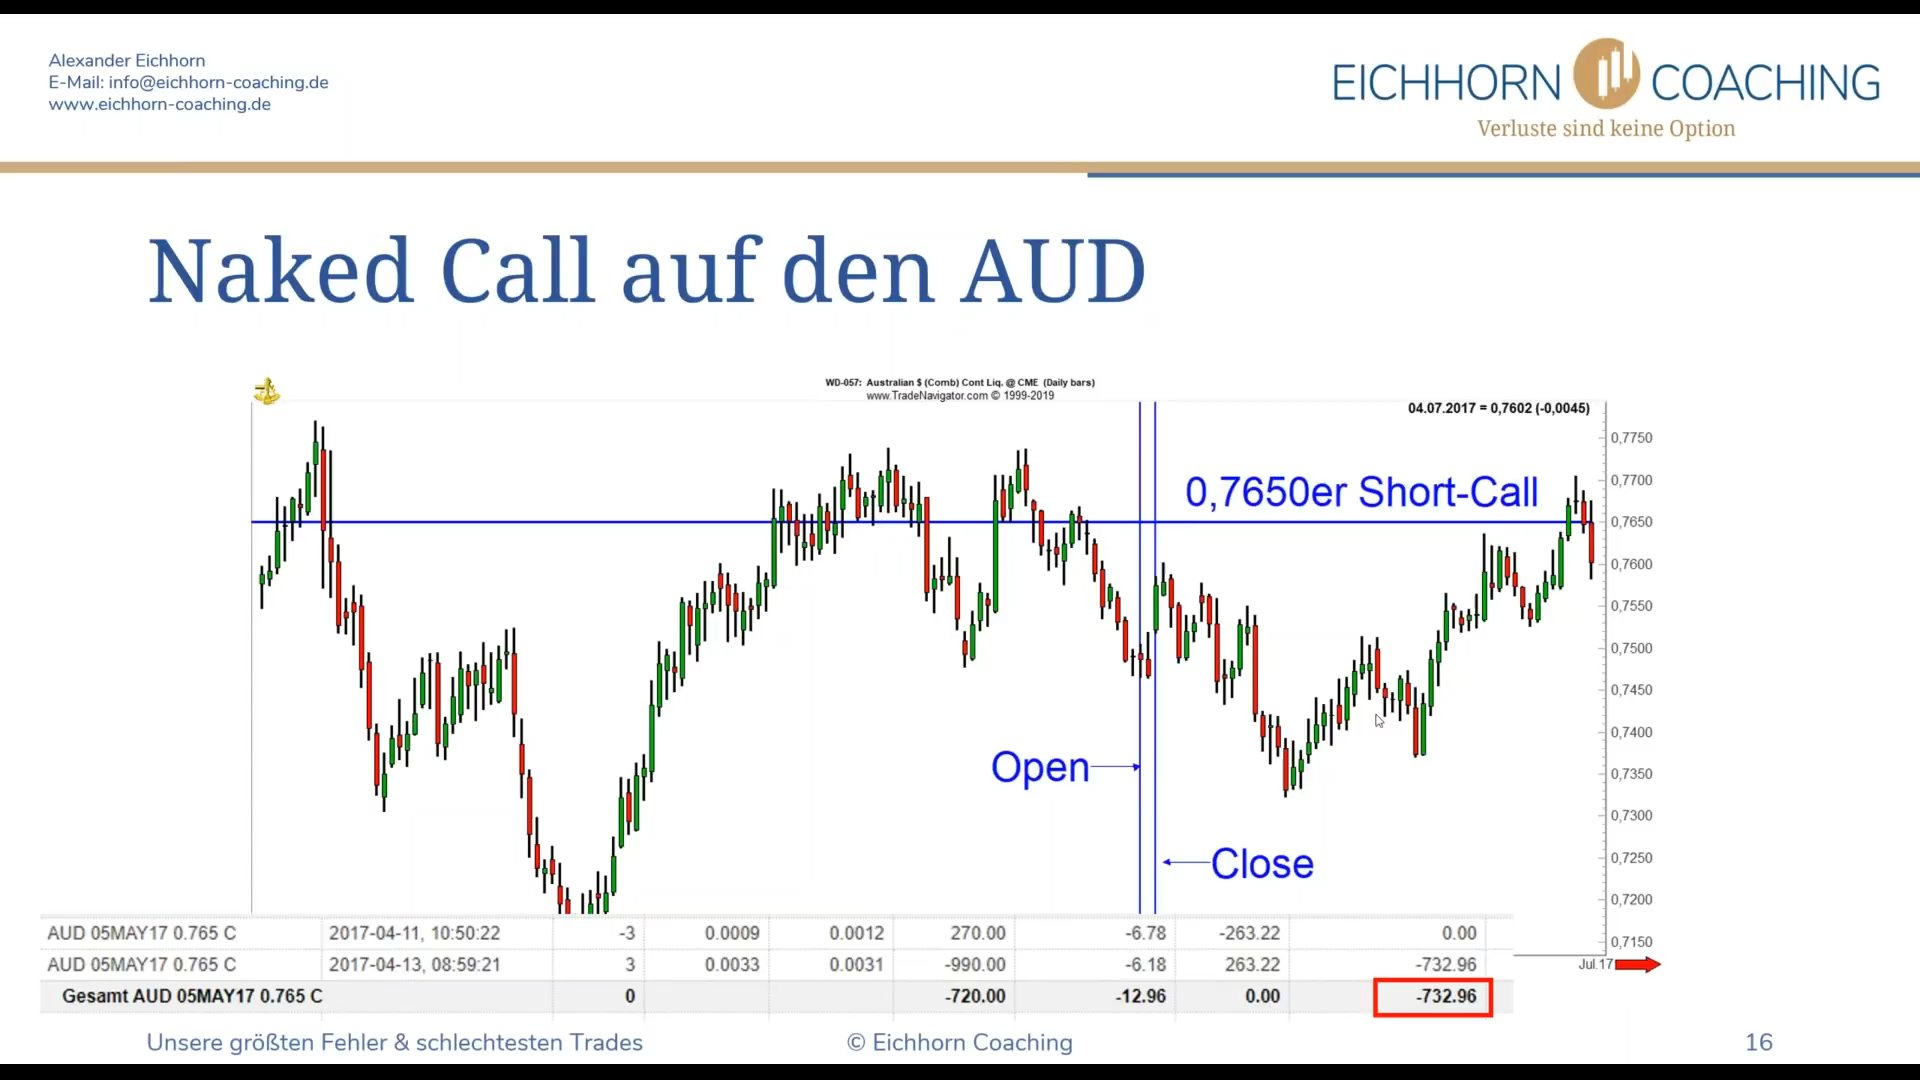 Alexander Eichhorn
E-Mail: info@eichhorn-coaching.de
www.eichhorn-coaching.de
EICHHORN COACHING
Verluste sind keine Option
Naked Call auf den AUD
WD-057: Australian $ (Comb) Cont Liq. @ CME (Daily bars)
www.TradeNavigator.com © 1999-2019
04.07.2017 = 0,7602 (-0,0045)
0,7750
0,7700
0,7650er Short-Call
0,7650
0,7600
0,7550
0,7500
0,7450
0,7400
Open
0,7350
0,7300
Close
0,7250
0,7200
0,7150
Jul.17
AUD 05MAY17 0.765 C 2017-04-11, 10:50:22 -3 0.0009 0.0012 270.00 -6.78 -263.22 0.00
AUD 05MAY17 0.765 C 2017-04-13, 08:59:21 3 0.0033 0.0031 -990.00 -6.18 263.22 -732.96
Gesamt AUD 05MAY17 0.765 C 0 -720.00 -12.96 0.00 -732.96
Unsere größten Fehler & schlechtesten Trades
© Eichhorn Coaching
16